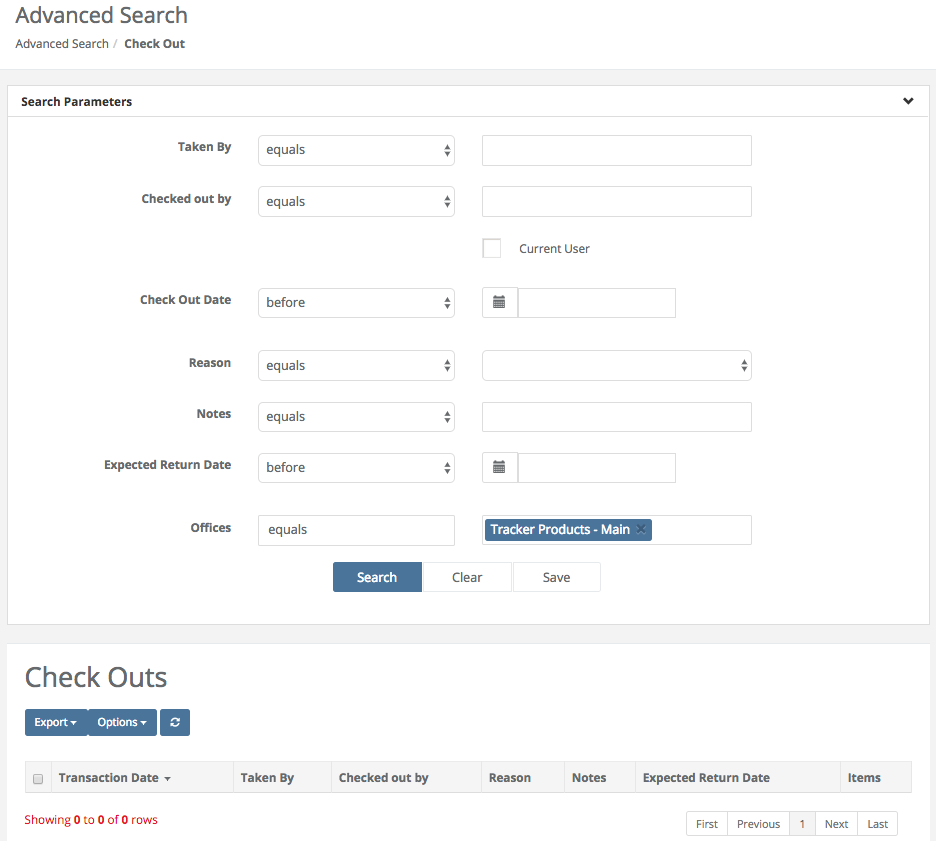 Advanced Search
Advanced Search / Check Out
Search Parameters
Taken By equals
Checked out by equals
Current User
Check Out Date before
Reason equals
Notes equals
Expected Return Date before
Offices equals Tracker Products - Main ×
Search Clear Save
Check Outs
Export Options
Transaction Date Taken By Checked out by Reason Notes Expected Return Date Items
Showing 0 to 0 of 0 rows First Previous 1 Next Last